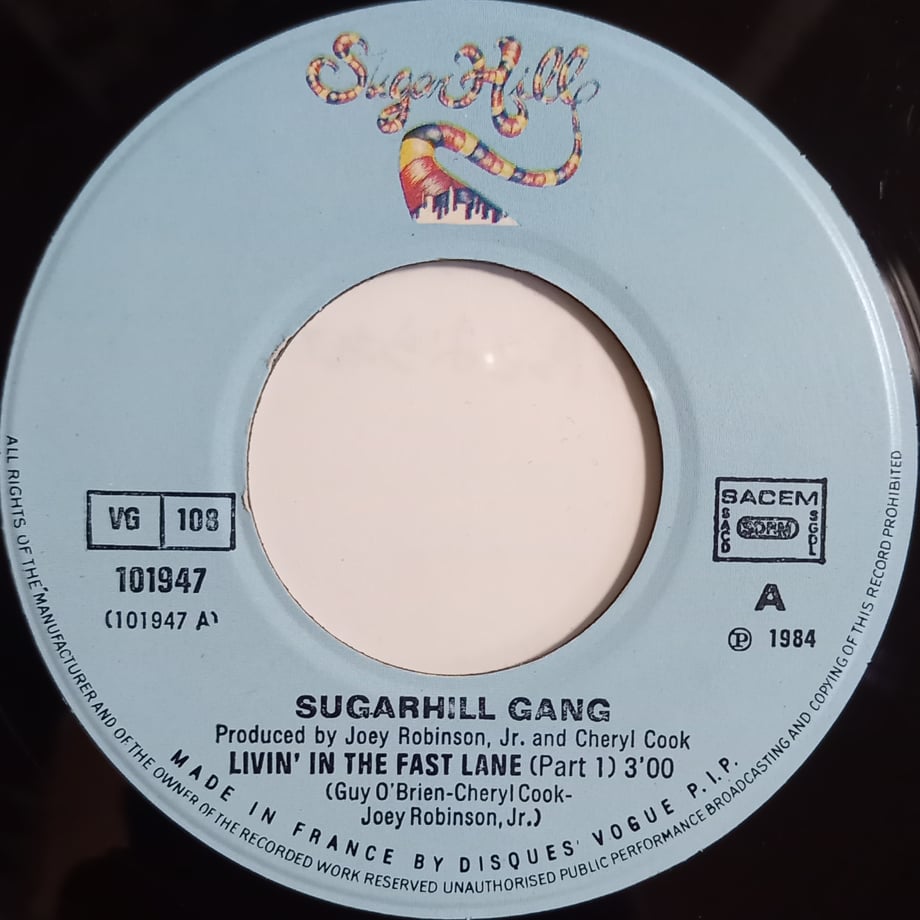 Sugar Hill
VG 108
101947
(101947 A)
SACEM
SACD SDRM SGDL
A
Ⓟ 1984
SUGARHILL GANG
Produced by Joey Robinson, Jr. and Cheryl Cook
LIVIN' IN THE FAST LANE (Part 1) 3'00
(Guy O'Brien-Cheryl Cook-
Joey Robinson, Jr.)
MADE IN FRANCE BY DISQUES VOGUE P.I.P.
ALL RIGHTS OF THE MANUFACTURER AND OF THE OWNER OF THE RECORDED WORK RESERVED UNAUTHORISED PUBLIC PERFORMANCE BROADCASTING AND COPYING OF THIS RECORD PROHIBITED